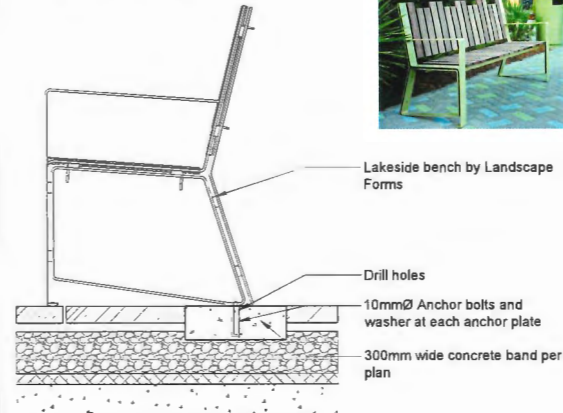 Lakeside bench by Landscape
Forms
Drill holes
10mmØ Anchor bolts and
washer at each anchor plate
300mm wide concrete band per
plan